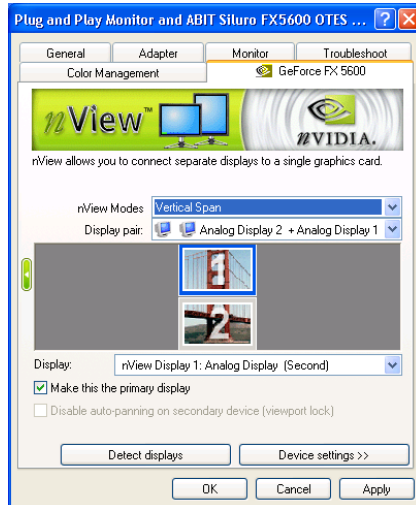 Plug and Play Monitor and ABIT Siluro FX5600 OTES ...
General Adapter Monitor Troubleshoot
Color Management GeForce FX 5600
nView™ nVIDIA.
nView allows you to connect separate displays to a single graphics card.
nView Modes Vertical Span
Display pair: Analog Display 2 + Analog Display 1
1
2
Display: nView Display 1: Analog Display (Second)
Make this the primary display
Disable auto-panning on secondary device (viewport lock)
Detect displays Device settings >>
OK Cancel Apply